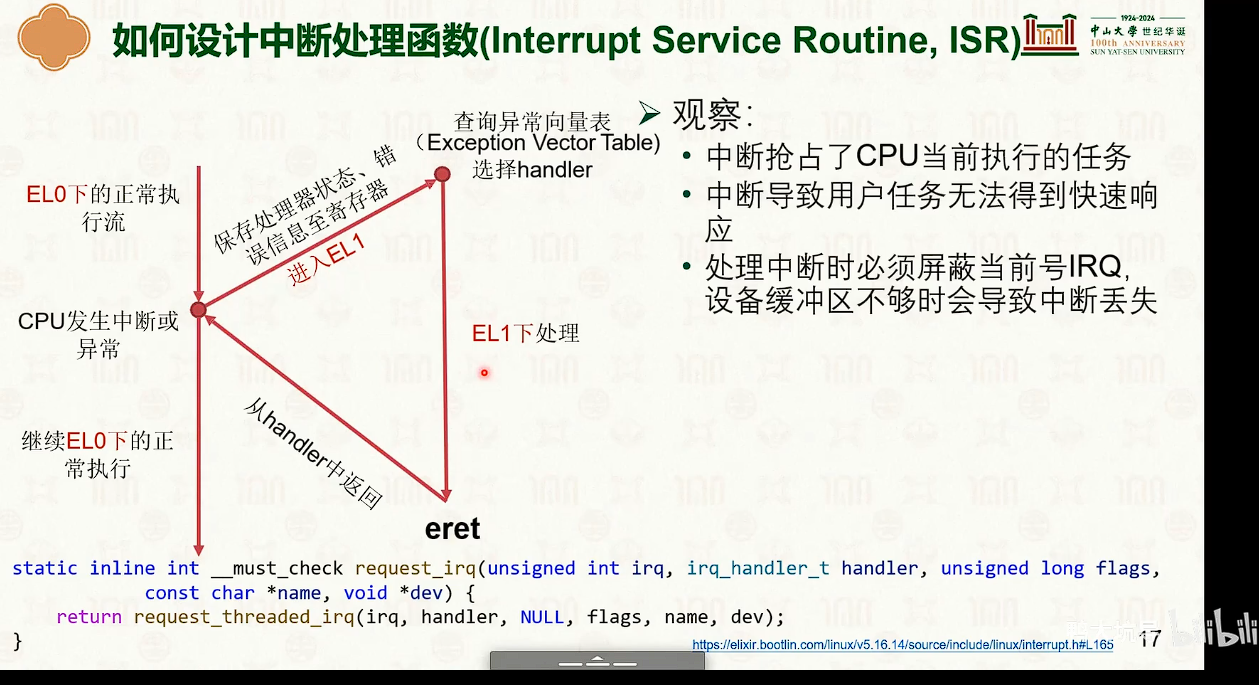 如何设计中断处理函数(Interrupt Service Routine, ISR)
1924-2024
中山大学 世纪华诞
100th ANNIVERSARY
SUN YAT-SEN UNIVERSITY
查询异常向量表
（Exception Vector Table)
选择handler
EL0下的正常执
行流
保存处理器状态、错
误信息至寄存器
进入EL1
CPU发生中断或
异常
EL1下处理
从handler中返回
继续EL0下的正
常执行
eret
观察：
• 中断抢占了CPU当前执行的任务
• 中断导致用户任务无法得到快速响
应
• 处理中断时必须屏蔽当前号IRQ，
设备缓冲区不够时会导致中断丢失
static inline int __must_check request_irq(unsigned int irq, irq_handler_t handler, unsigned long flags,
const char *name, void *dev) {
return request_threaded_irq(irq, handler, NULL, flags, name, dev);
}
https://elixir.bootlin.com/linux/v5.16.14/source/include/linux/interrupt.h#L165
17
bilibili